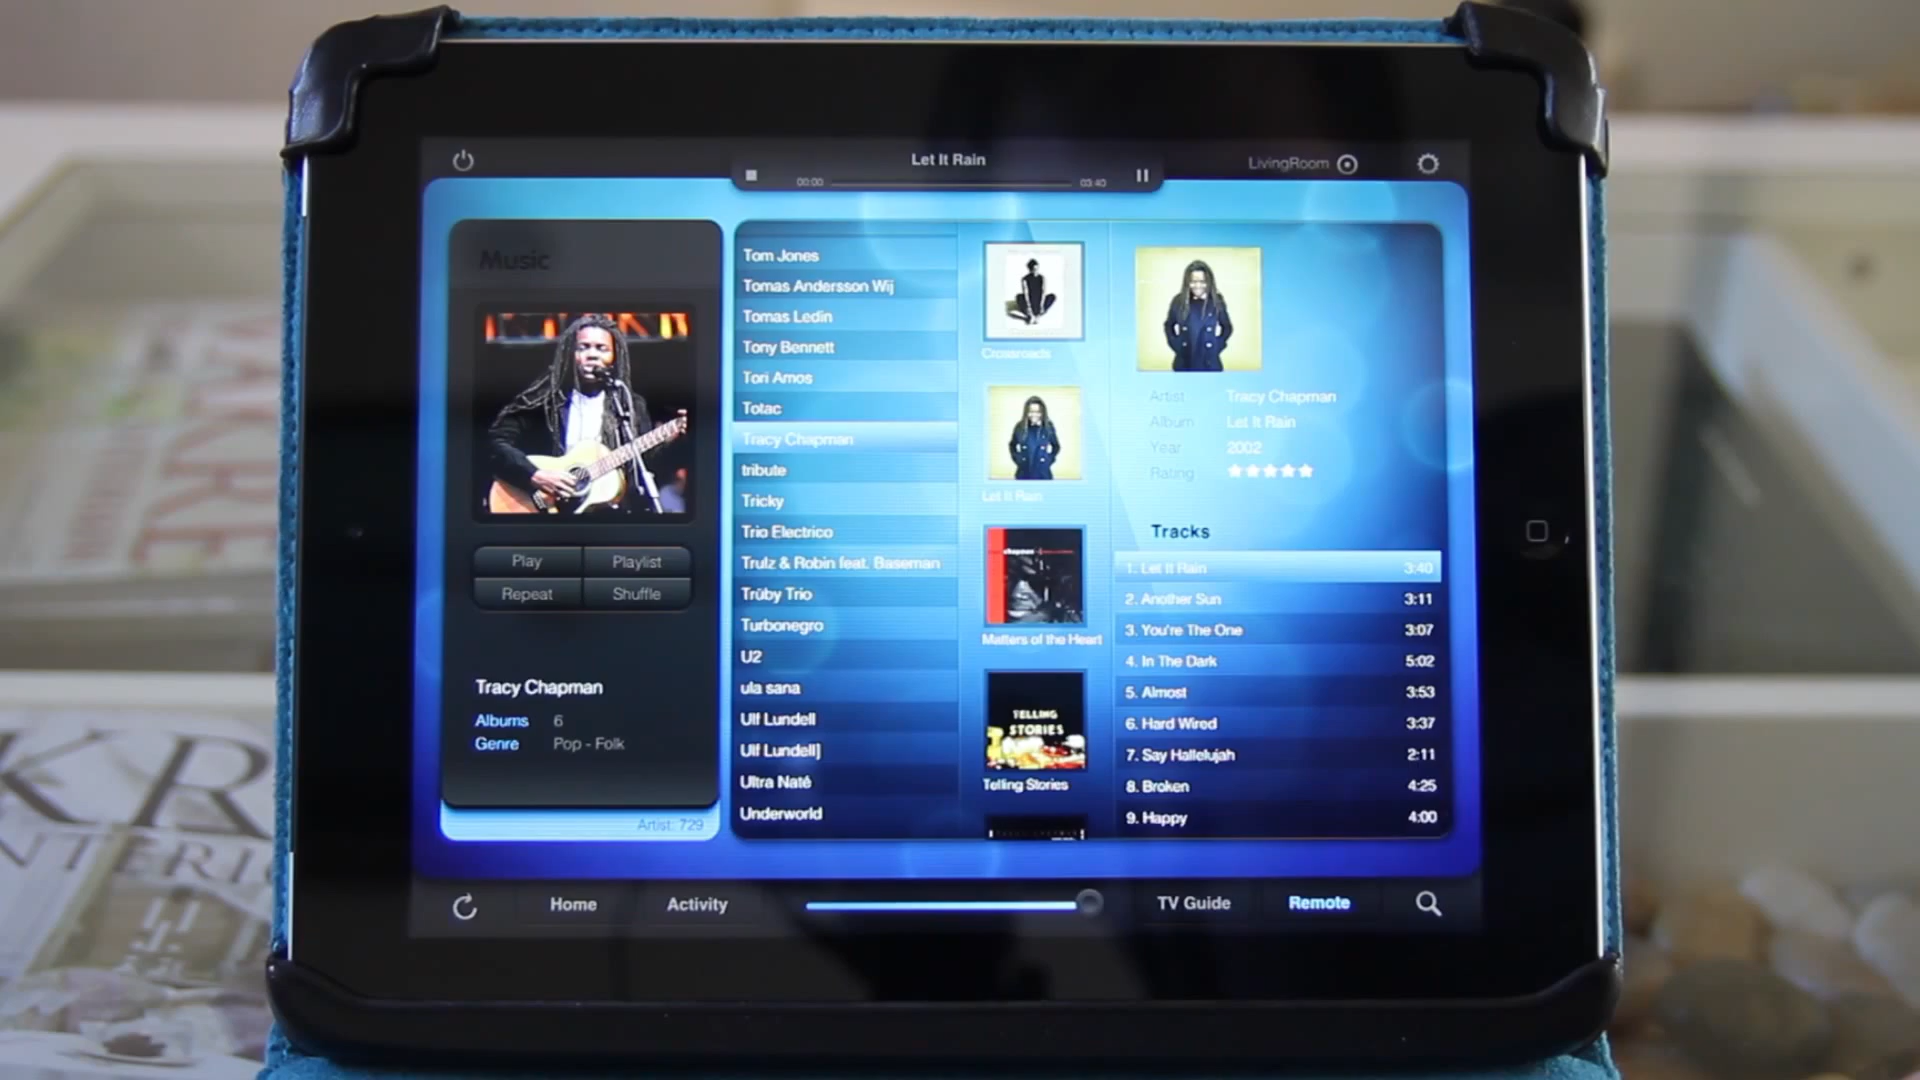 Let It Rain
00:00
03:40
LivingRoom
Music
Play
Playlist
Repeat
Shuffle
Tracy Chapman
Albums 6
Genre Pop - Folk
Artist: 729
Tom Jones
Tomas Andersson Wij
Tomas Ledin
Tony Bennett
Tori Amos
Totac
Tracy Chapman
tribute
Tricky
Trio Electrico
Trulz & Robin feat. Baseman
Trüby Trio
Turbonegro
U2
ula sana
Ulf Lundell
Ulf Lundell]
Ultra Naté
Underworld
Crossroads
Let It Rain
chapman
Matters of the Heart
TELLING
STORIES
Telling Stories
Artist Tracy Chapman
Album Let It Rain
Year 2002
Rating
Tracks
1. Let It Rain 3:40
2. Another Sun 3:11
3. You're The One 3:07
4. In The Dark 5:02
5. Almost 3:53
6. Hard Wired 3:37
7. Say Hallelujah 2:11
8. Broken 4:25
9. Happy 4:00
Home
Activity
TV Guide
Remote